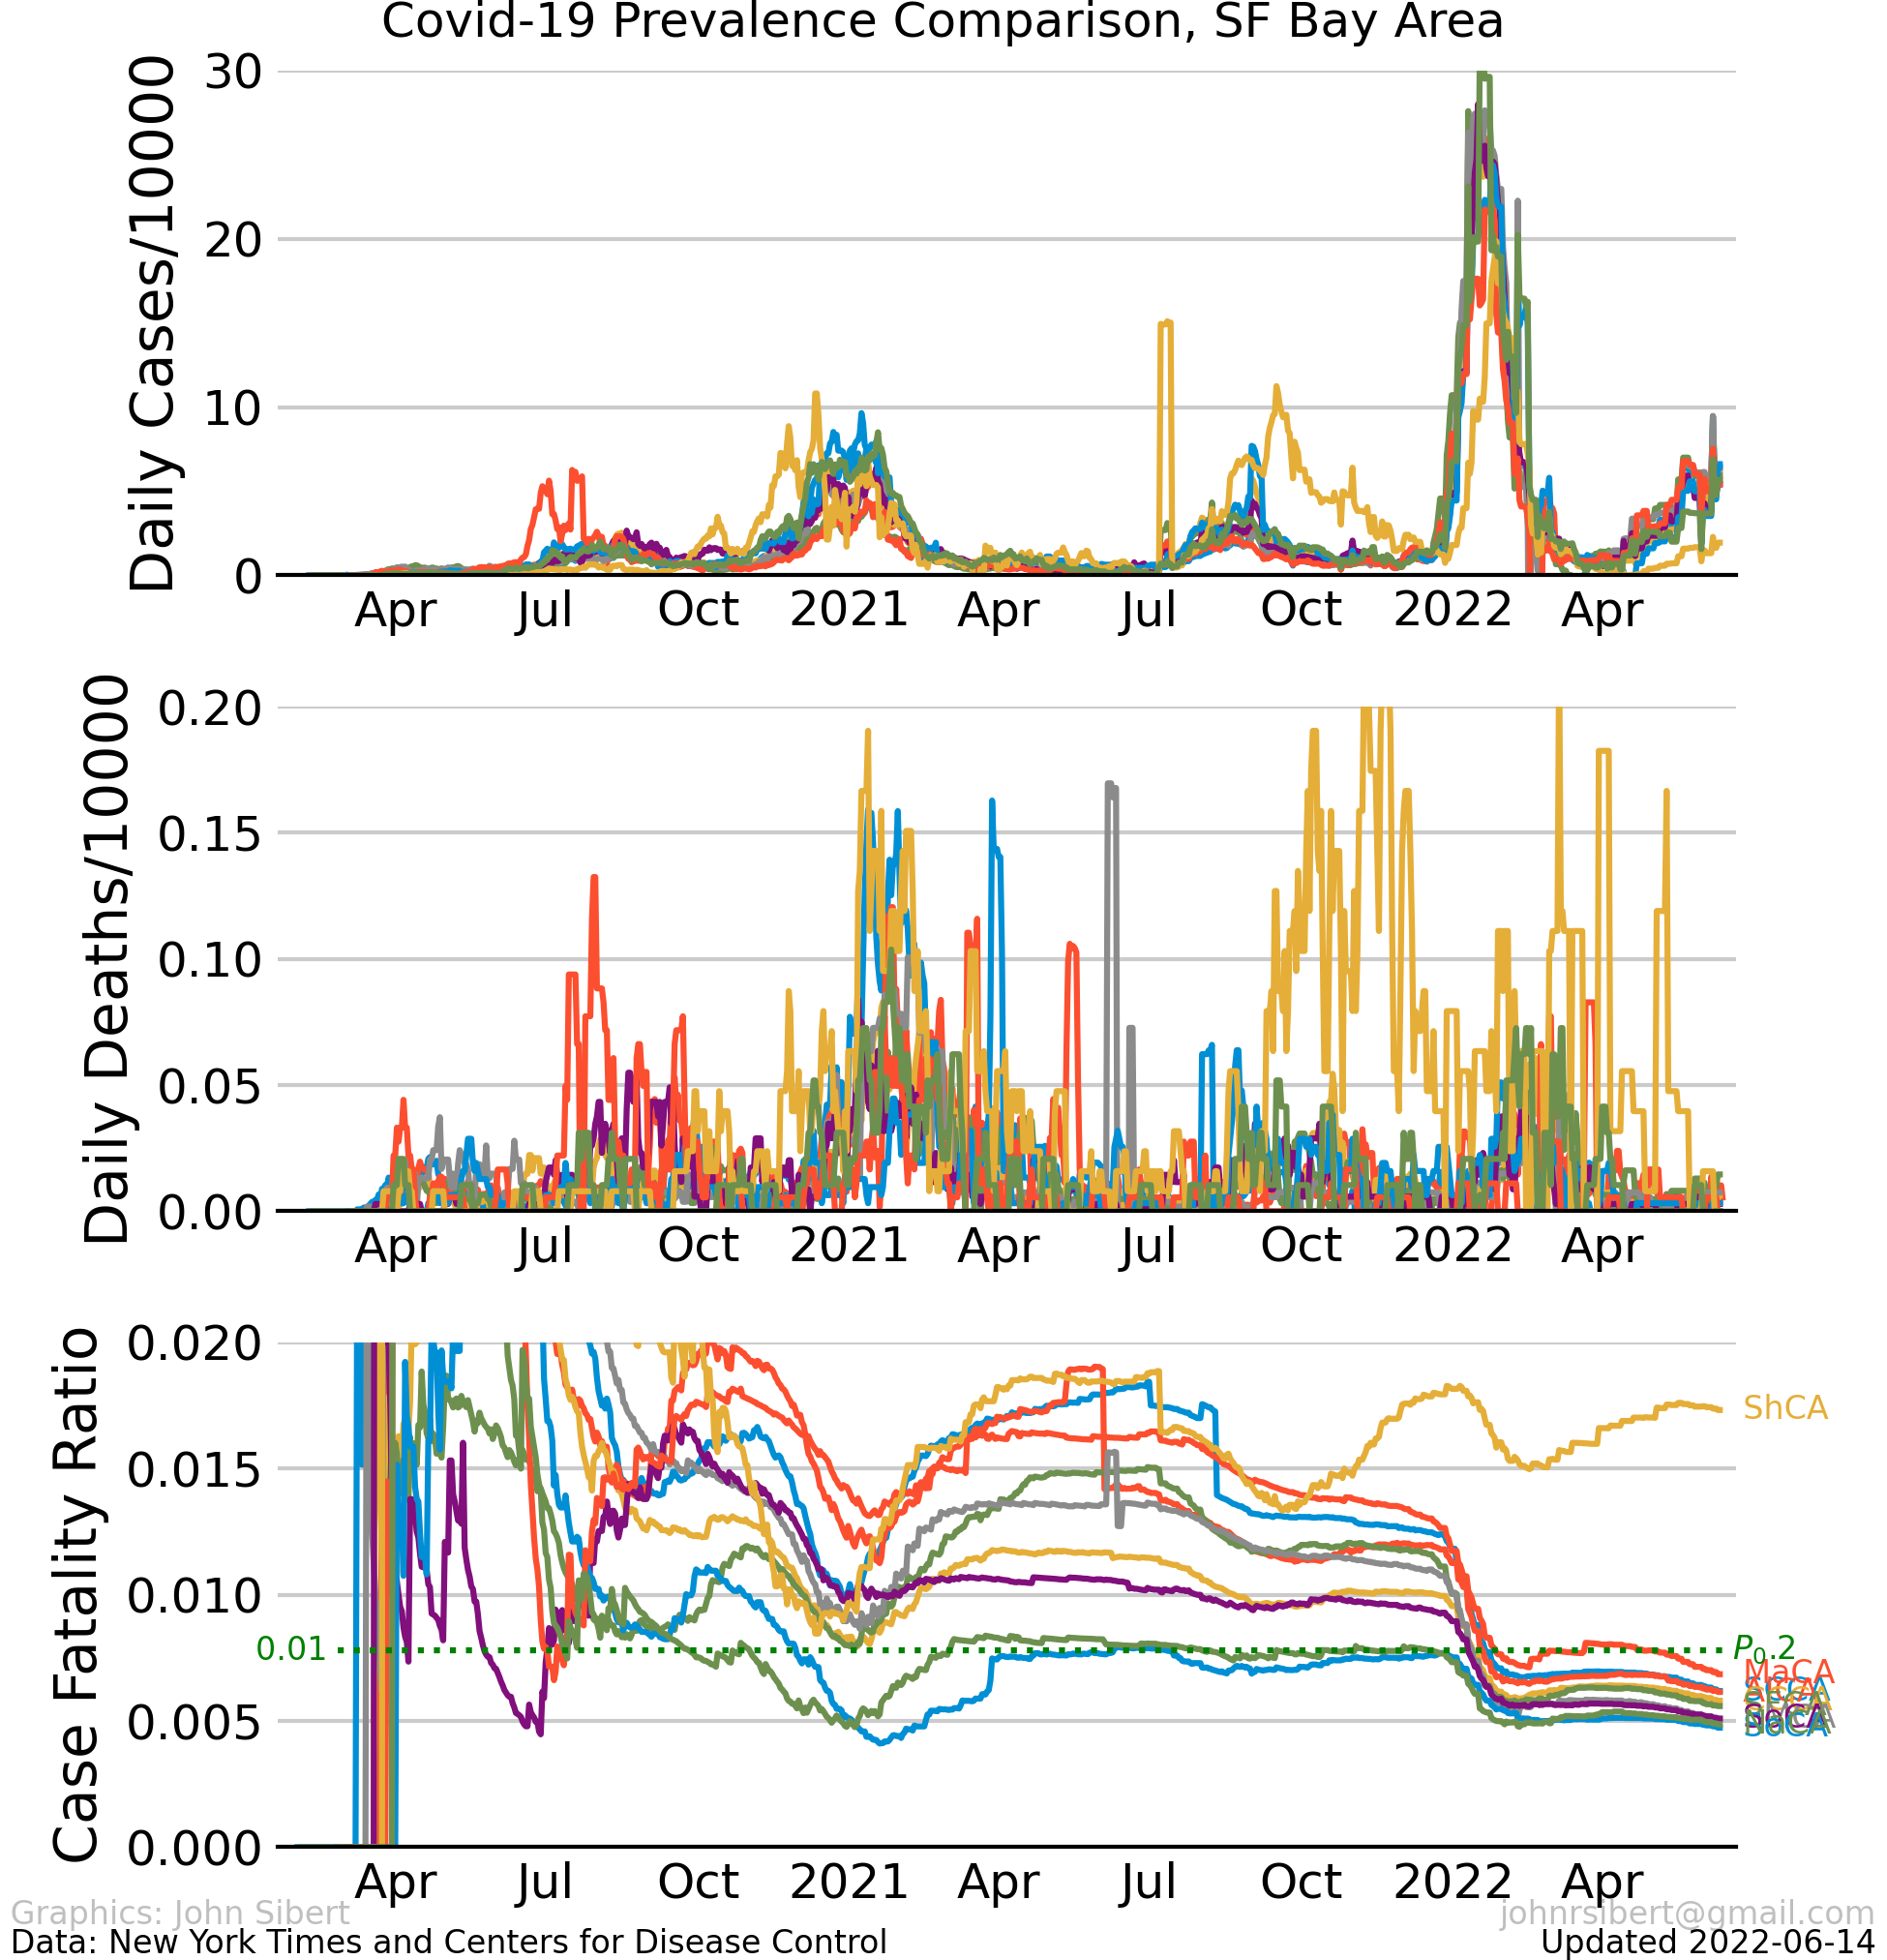 Covid-19 Prevalence Comparison, SF Bay Area
Daily Cases/10000
30
20
10
0
Apr Jul Oct 2021 Apr Jul Oct 2022 Apr
Daily Deaths/10000
0.20
0.15
0.10
0.05
0.00
Apr Jul Oct 2021 Apr Jul Oct 2022 Apr
Case Fatality Ratio
0.020
0.015
0.010
0.005
0.000
0.01
ShCA
P0.2
MaCA
SoCA
Apr Jul Oct 2021 Apr Jul Oct 2022 Apr
Graphics: John Sibert
johnrsibert@gmail.com
Data: New York Times and Centers for Disease Control
Updated 2022-06-14